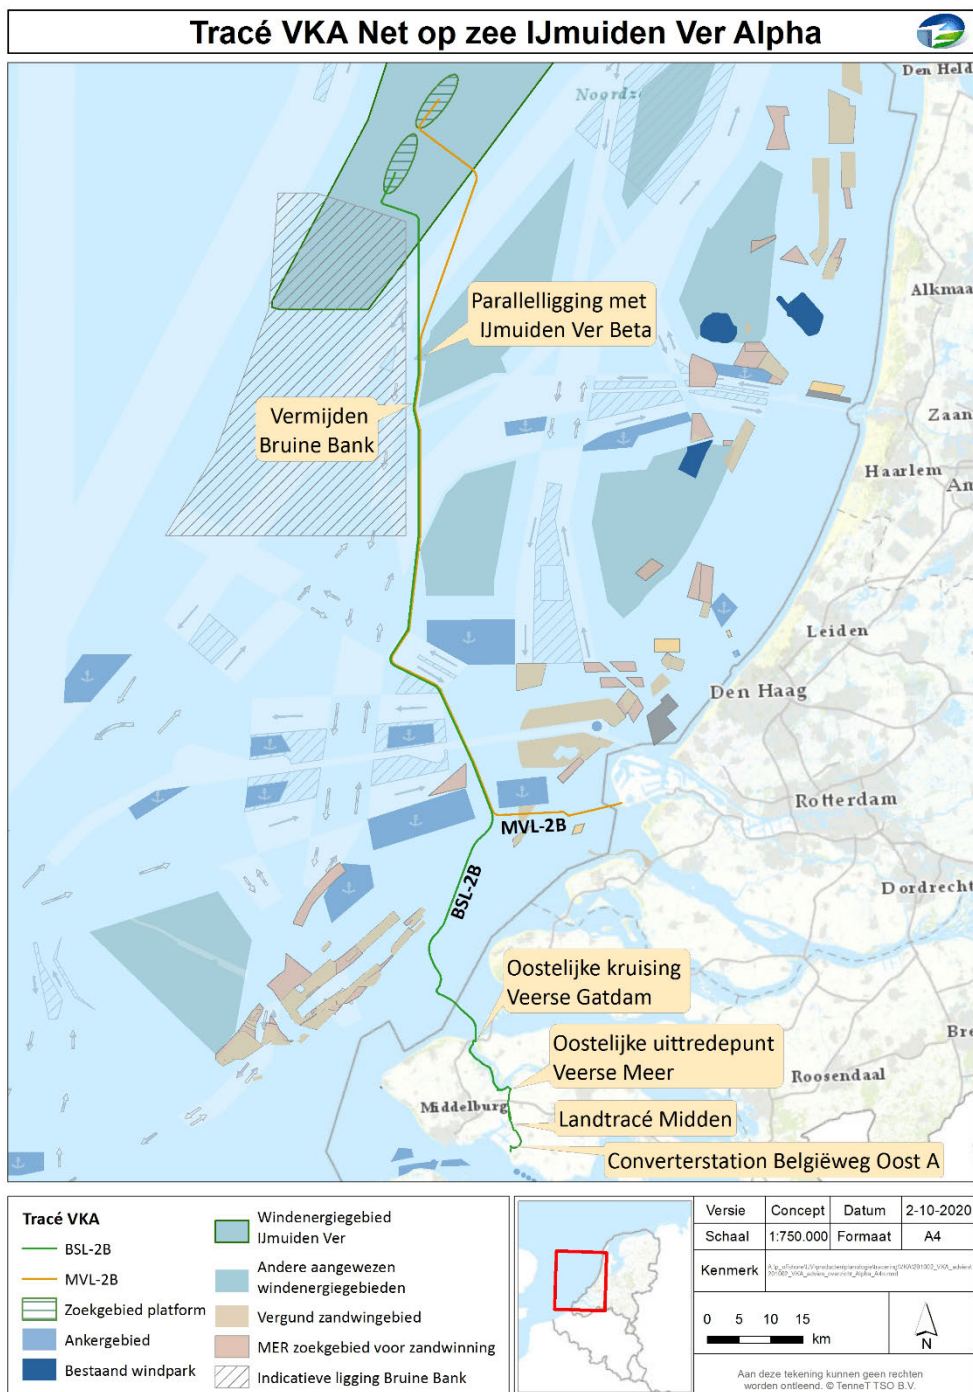 Tracé VKA Net op zee IJmuiden Ver Alpha
Den Held
Noordze
Alkmaa
Parallelligging met
IJmuiden Ver Beta
Vermijden
Bruine Bank
Zaan
Haarlem
Am
Leiden
Den Haag
Rotterdam
MVL-2B
BSL-2B
Dordrecht
Oostelijke kruising
Veerse Gatdam
Bre
Oostelijke uittredepunt
Veerse Meer
Roosendaal
Middelburg
Landtracé Midden
Converterstation Belgiëweg Oost A
Tracé VKA
BSL-2B
MVL-2B
Zoekgebied platform
Ankergebied
Bestaand windpark
Windenergiegebied
IJmuiden Ver
Andere aangewezen
windenergiegebieden
Vergund zandwingebied
MER zoekgebied voor zandwinning
Indicatieve ligging Bruine Bank
Versie Concept Datum 2-10-2020
Schaal 1:750.000 Formaat A4
Kenmerk
0 5 10 15
km
N
Aan deze tekening kunnen geen rechten
worden ontleend. © TenneT TSO B.V.